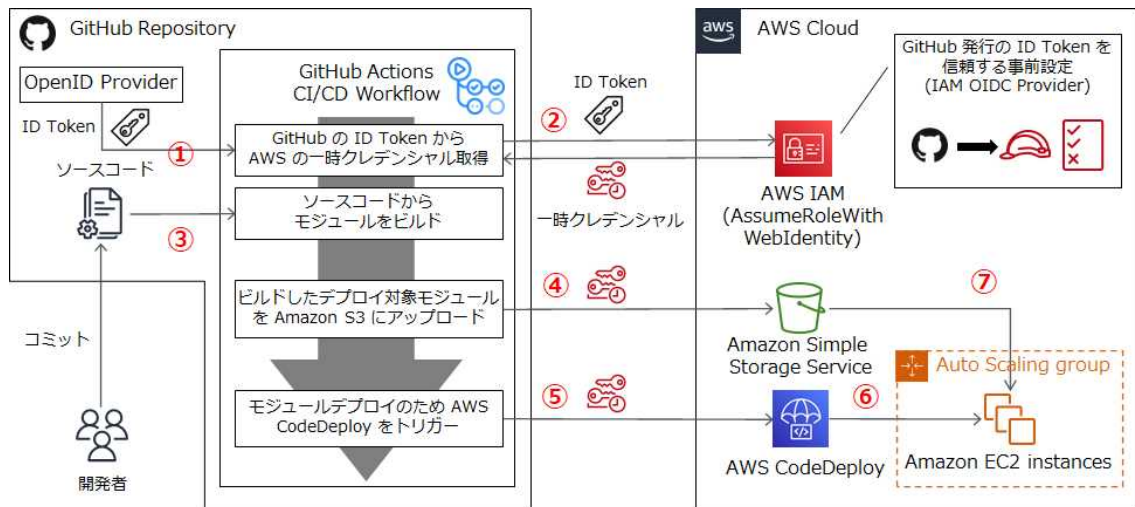 GitHub Repository
OpenID Provider
ID Token
①
ソースコード
③
コミット
開発者
GitHub Actions
CI/CD Workflow
GitHub の ID Token から
AWS の一時クレデンシャル取得
ソースコードから
モジュールをビルド
ビルドしたデプロイ対象モジュール
を Amazon S3 にアップロード
モジュールデプロイのため AWS
CodeDeploy をトリガー
②
ID Token
一時クレデンシャル
④
⑤
aws
AWS Cloud
GitHub 発行の ID Token を
信頼する事前設定
(IAM OIDC Provider)
AWS IAM
(AssumeRoleWith
WebIdentity)
⑦
Amazon Simple
Storage Service
Auto Scaling group
⑥
AWS CodeDeploy
Amazon EC2 instances